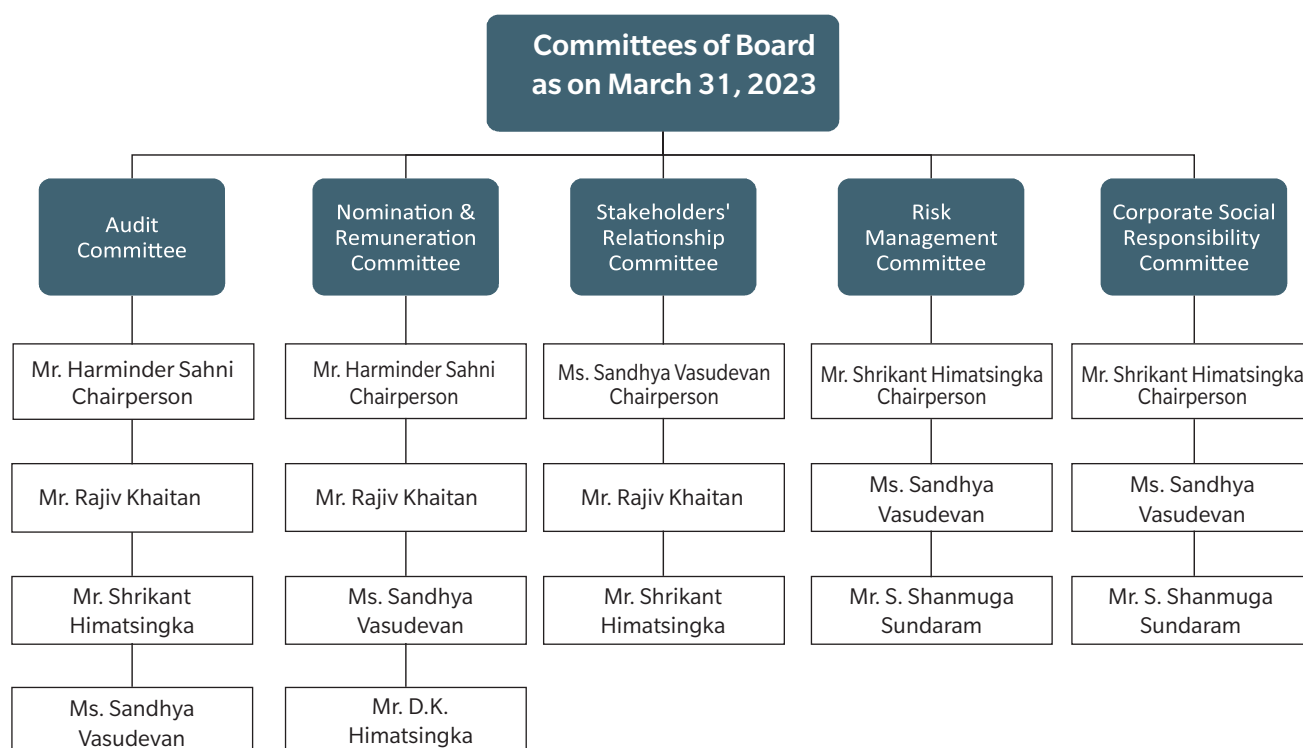 Committees of Board
as on March 31, 2023
Audit
Committee
Nomination &
Remuneration
Committee
Stakeholders'
Relationship
Committee
Risk
Management
Committee
Corporate Social
Responsibility
Committee
Mr. Harminder Sahni
Chairperson
Mr. Harminder Sahni
Chairperson
Ms. Sandhya Vasudevan
Chairperson
Mr. Shrikant Himatsingka
Chairperson
Mr. Shrikant Himatsingka
Chairperson
Mr. Rajiv Khaitan
Mr. Rajiv Khaitan
Mr. Rajiv Khaitan
Ms. Sandhya
Vasudevan
Ms. Sandhya
Vasudevan
Mr. Shrikant
Himatsingka
Ms. Sandhya
Vasudevan
Mr. Shrikant
Himatsingka
Mr. S. Shanmuga
Sundaram
Mr. S. Shanmuga
Sundaram
Ms. Sandhya
Vasudevan
Mr. D.K.
Himatsingka